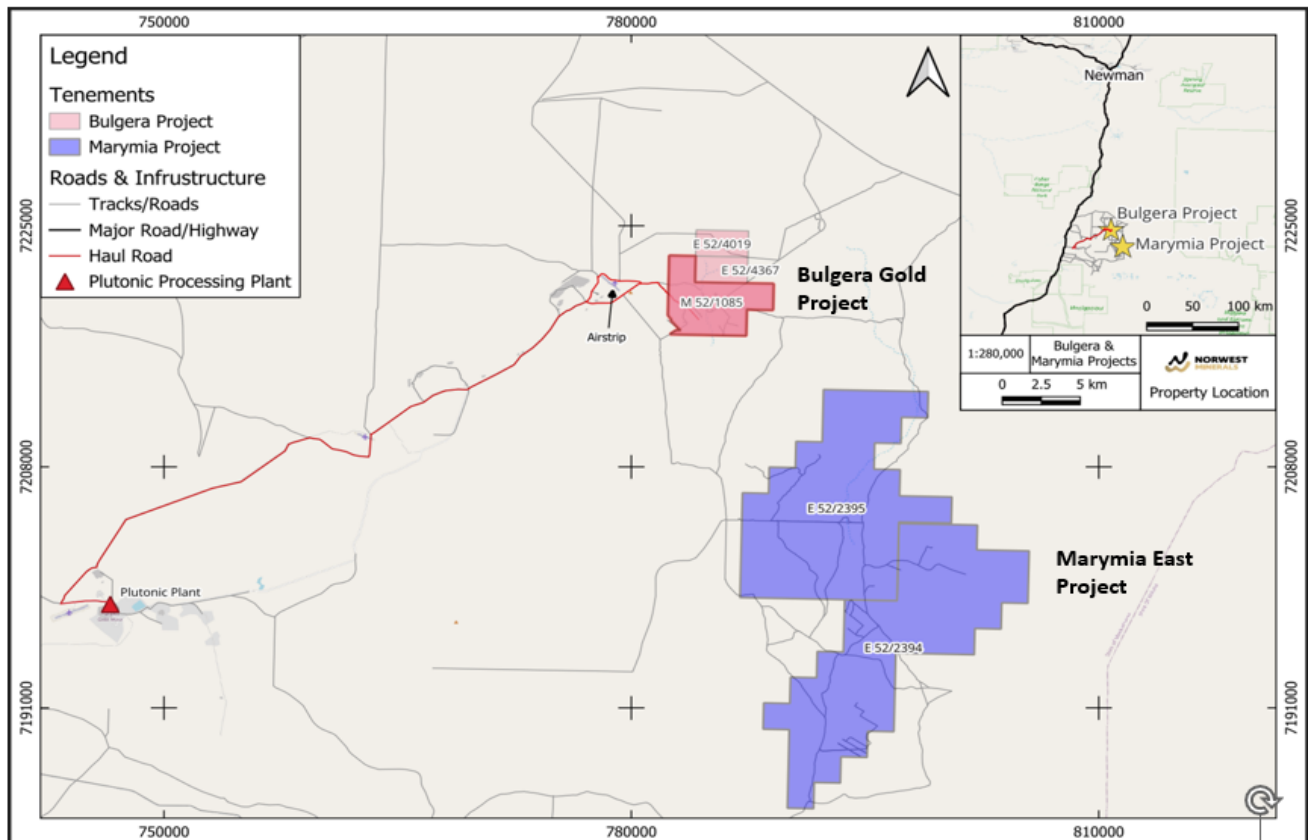 750000
780000
810000
Legend
Tenements
Bulgera Project
Marymia Project
Roads & Infrustructure
Tracks/Roads
Major Road/Highway
Haul Road
Plutonic Processing Plant
Newman
Bulgera Project
Marymia Project
0 50 100 km
1:280,000
Bulgera &
Marymia Projects
0 2.5 5 km
NORWEST
MINERALS
Property Location
7225000
7225000
E 52/4019
E 52/4367
M 52/1085
Bulgera Gold
Project
Airstrip
7208000
7208000
E 52/2395
Marymia East
Project
Plutonic Plant
E 52/2394
7191000
7191000
750000
780000
810000